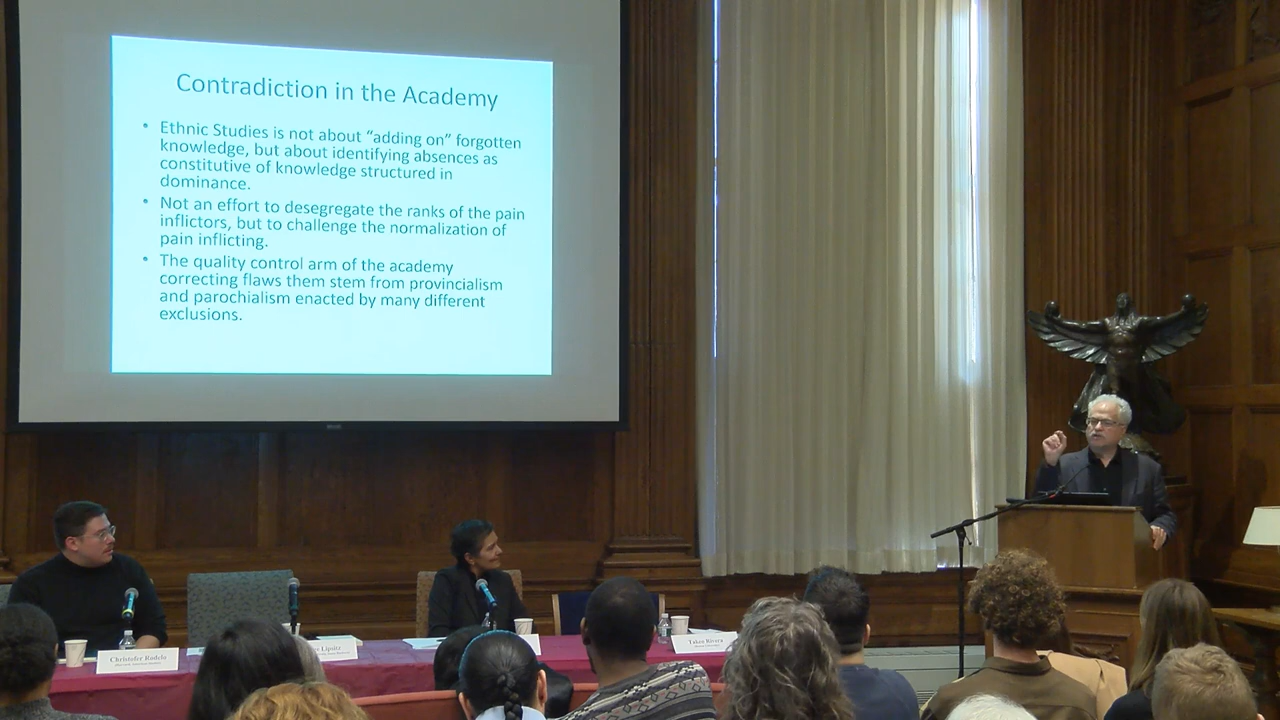 Contradiction in the Academy
• Ethnic Studies is not about “adding on” forgotten
knowledge, but about identifying absences as
constitutive of knowledge structured in
dominance.
• Not an effort to desegregate the ranks of the pain
inflictors, but to challenge the normalization of
pain inflicting.
• The quality control arm of the academy
correcting flaws them stem from provincialism
and parochialism enacted by many different
exclusions.
Christofer Rodelo
Lipsitz
Talen Rivera